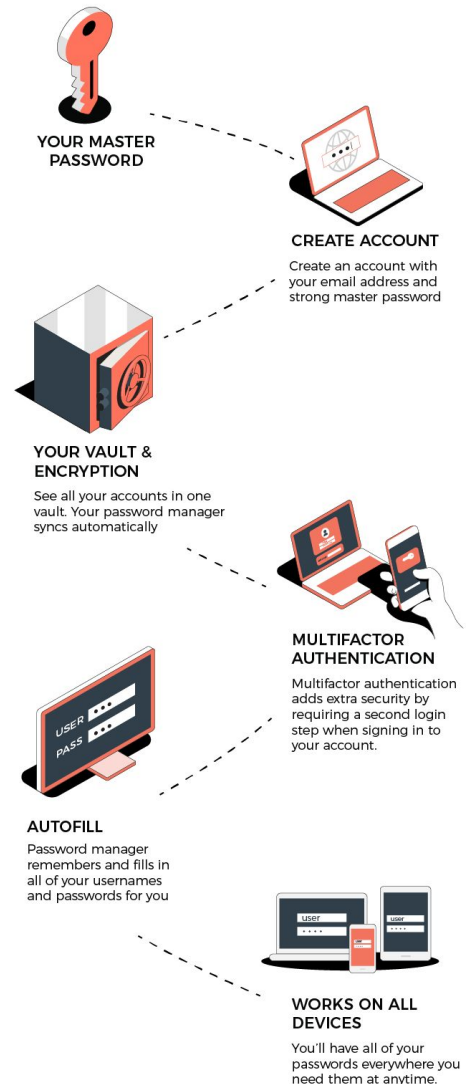 YOUR MASTER
PASSWORD
CREATE ACCOUNT
Create an account with
your email address and
strong master password
YOUR VAULT &
ENCRYPTION
See all your accounts in one
vault. Your password manager
syncs automatically
MULTIFACTOR
AUTHENTICATION
Multifactor authentication
adds extra security by
requiring a second login
step when signing in to
your account.
USER
PASS
AUTOFILL
Password manager
remembers and fills in
all of your usernames
and passwords for you
user
user
user
WORKS ON ALL
DEVICES
You'll have all of your
passwords everywhere you
need them at anytime.